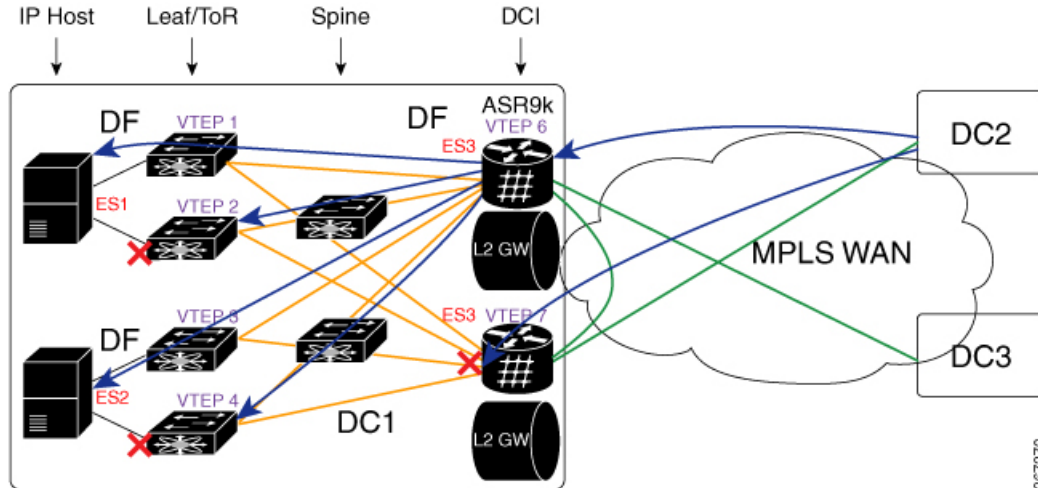 IP Host Leaf/ToR Spine DCI
DF VTEP 1 DF ASR9k
VTEP 6
ES3
DC2
ES1 VTEP 2
L2 GW MPLS WAN
ES3 VTEP 7
DF VTEP 3
DC3
ES2
VTEP 4 DC1
L2 GW